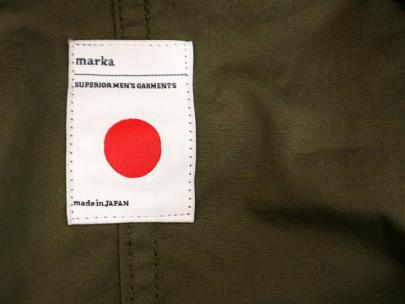 marka
SUPERIOR MEN'S GARMENTS
made in JAPAN